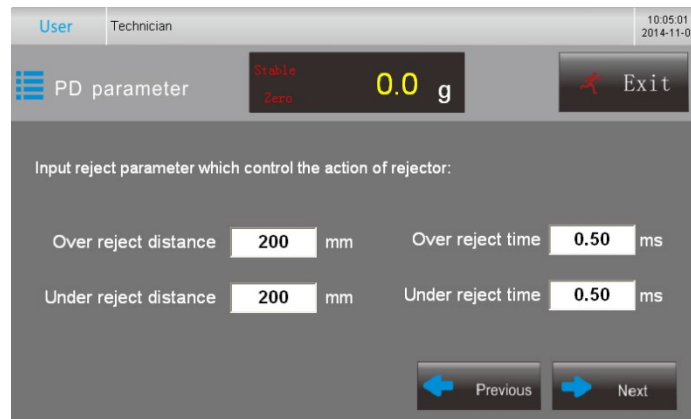 User Technician 10:05:01
2014-11-0
PD parameter Stable 0.0 g Exit
Zero
Input reject parameter which control the action of rejector:
Over reject distance 200 mm Over reject time 0.50 ms
Under reject distance 200 mm Under reject time 0.50 ms
Previous Next